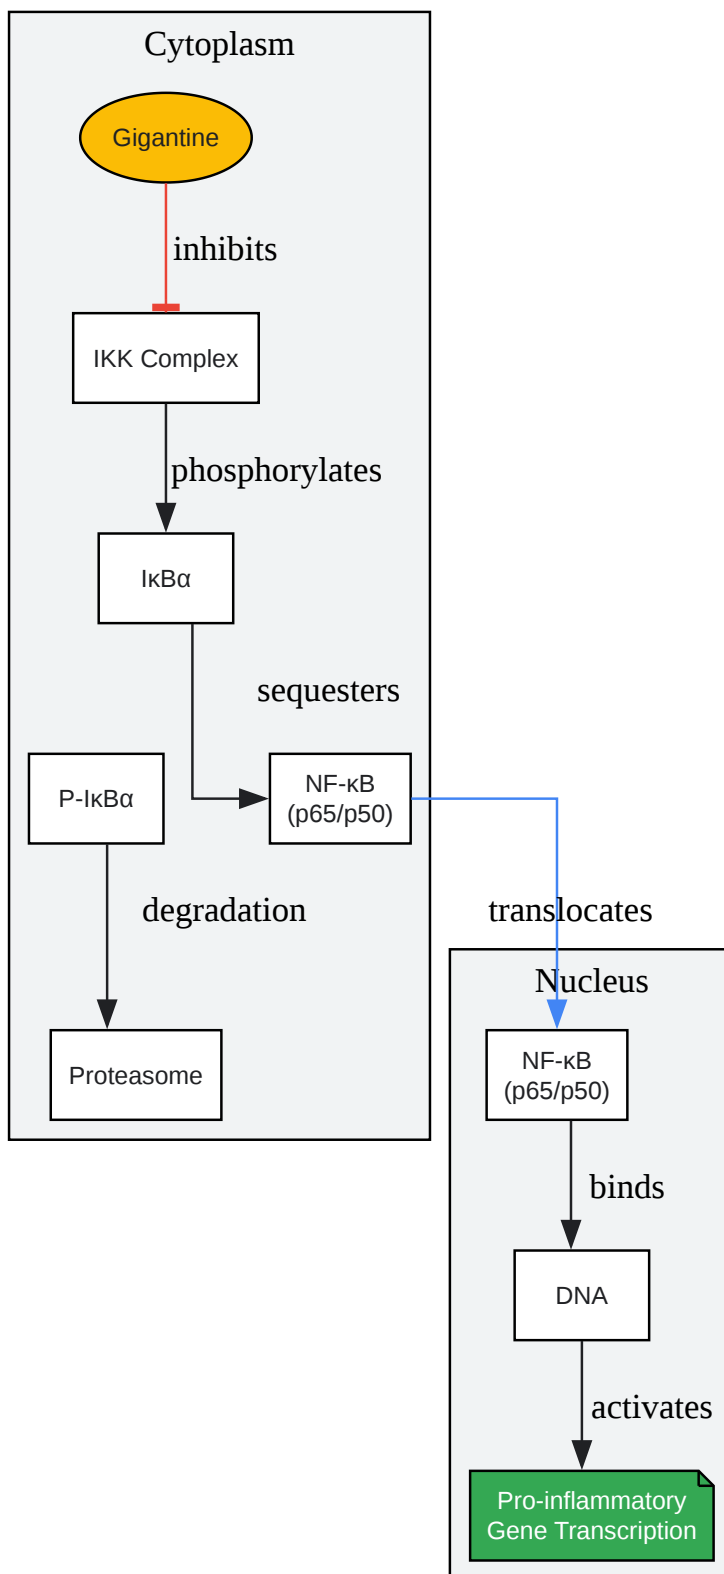 Cytoplasm
Gigantine
inhibits
IKK Complex
phosphorylates
IκBα
sequesters
P-IκBα
NF-κB
(p65/p50)
degradation
translocates
Nucleus
Proteasome
NF-κB
(p65/p50)
binds
DNA
activates
Pro-inflammatory
Gene Transcription